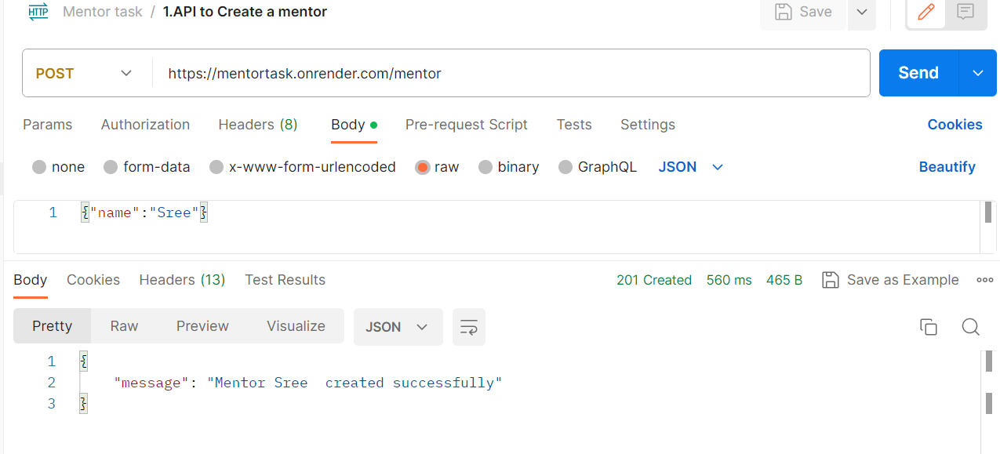 HTTP Mentor task / 1.API to Create a mentor Save
POST https://mentortask.onrender.com/mentor Send
Params Authorization Headers (8) Body Pre-request Script Tests Settings Cookies
none form-data x-www-form-urlencoded raw binary GraphQL JSON Beautify
1 {"name":"Sree"}
Body Cookies Headers (13) Test Results 201 Created 560 ms 465 B Save as Example
Pretty Raw Preview Visualize JSON
1 {
2 "message": "Mentor Sree  created successfully"
3 }